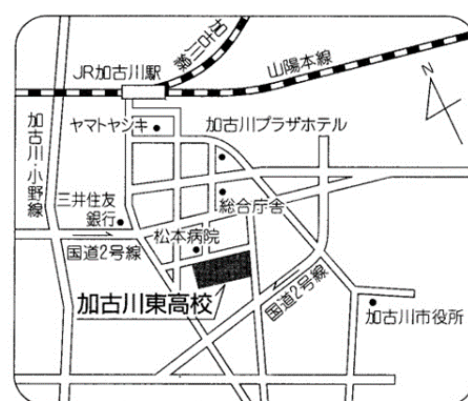 加古川線
JR加古川駅
山陽本線
N
ヤマトヤシキ
加古川プラザホテル
加古川・小野線
三井住友
銀行
総合庁舎
松本病院
国道2号線
加古川東高校
国道2号線
加古川市役所